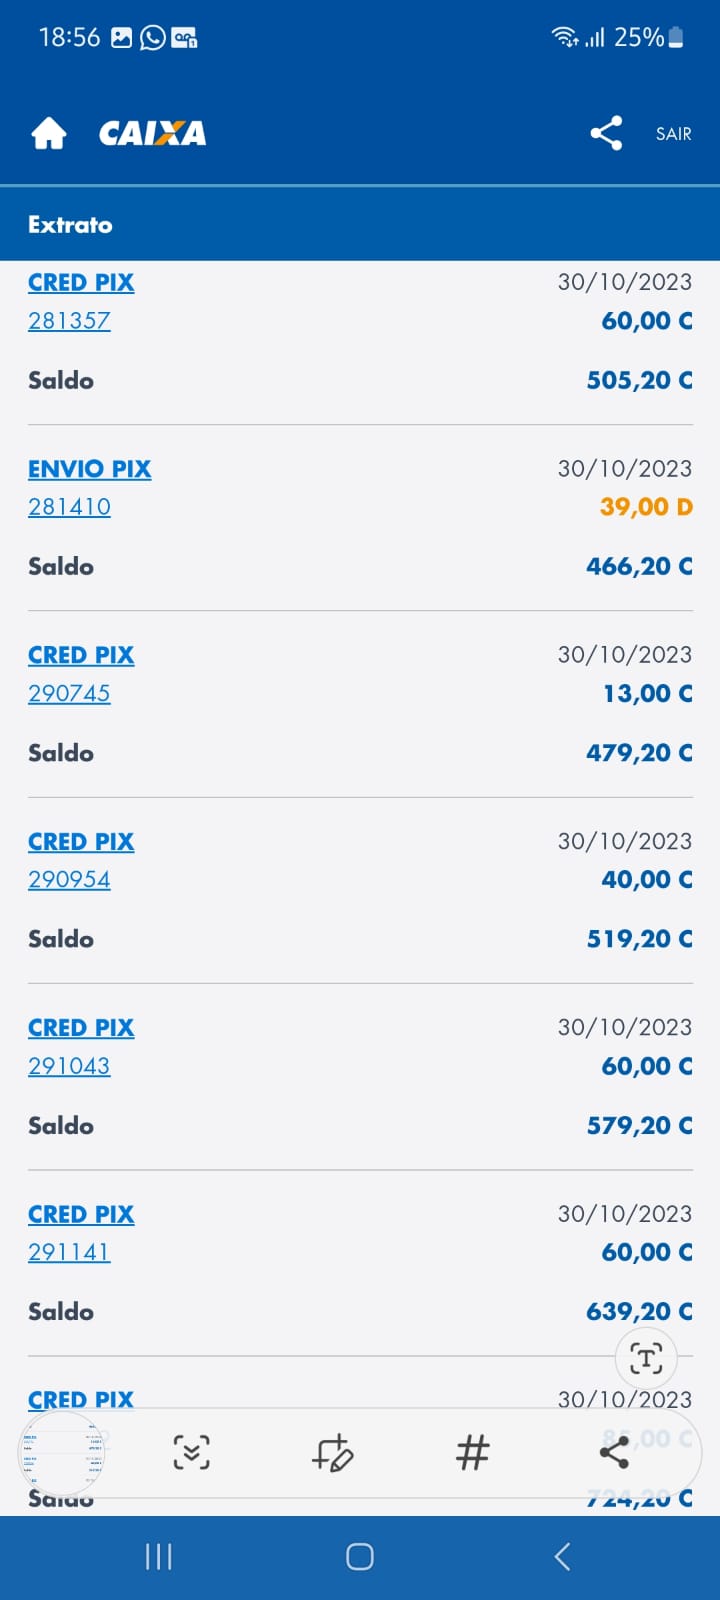 18:56 25%
CAIXA SAIR
Extrato
CRED PIX 30/10/2023
281357 60,00 C
Saldo 505,20 C
ENVIO PIX 30/10/2023
281410 39,00 D
Saldo 466,20 C
CRED PIX 30/10/2023
290745 13,00 C
Saldo 479,20 C
CRED PIX 30/10/2023
290954 40,00 C
Saldo 519,20 C
CRED PIX 30/10/2023
291043 60,00 C
Saldo 579,20 C
CRED PIX 30/10/2023
291141 60,00 C
Saldo 639,20 C
T
CRED PIX 30/10/2023
85,00 C
#
Saldo 724,20 C